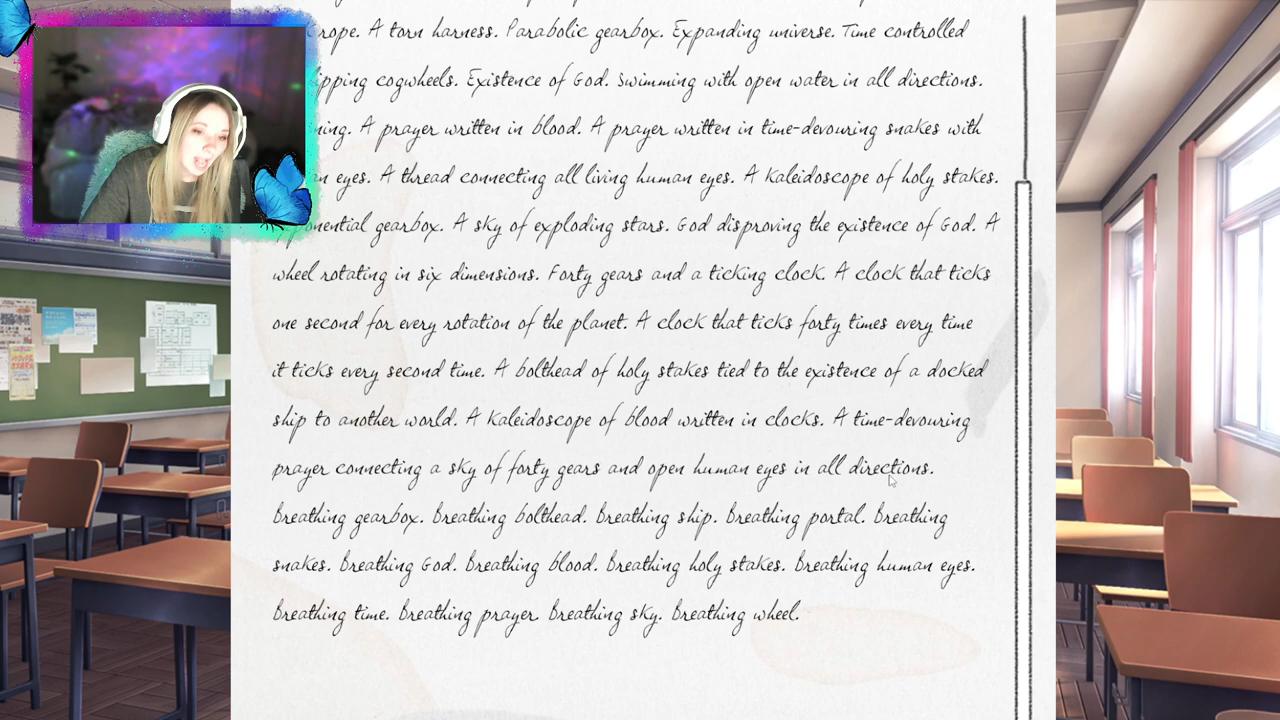 rope. A torn harness. Parabolic gearbox. Expanding universe. Time controlled
cogwheels. Existence of God. Swimming with open water in all directions.
A prayer written in blood. A prayer written in time-devouring snakes with
eyes. A thread connecting all living human eyes. A kaleidoscope of holy stakes.
gearbox. A sky of exploding stars. God disproving the existence of God. A
wheel rotating in six dimensions. Forty gears and a ticking clock. A clock that ticks
one second for every rotation of the planet. A clock that ticks forty times every time
it ticks every second time. A bolthead of holy stakes tied to the existence of a docked
ship to another world. A kaleidoscope of blood written in clocks. A time-devouring
prayer connecting a sky of forty gears and open human eyes in all directions.
Breathing gearbox. Breathing bolthead. Breathing ship. Breathing portal. Breathing
snakes. Breathing God. Breathing blood. Breathing holy stakes. Breathing human eyes.
Breathing time. Breathing prayer. Breathing sky. Breathing wheel.